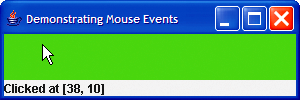 Demonstrating Mouse Events
Clicked at [38, 10]